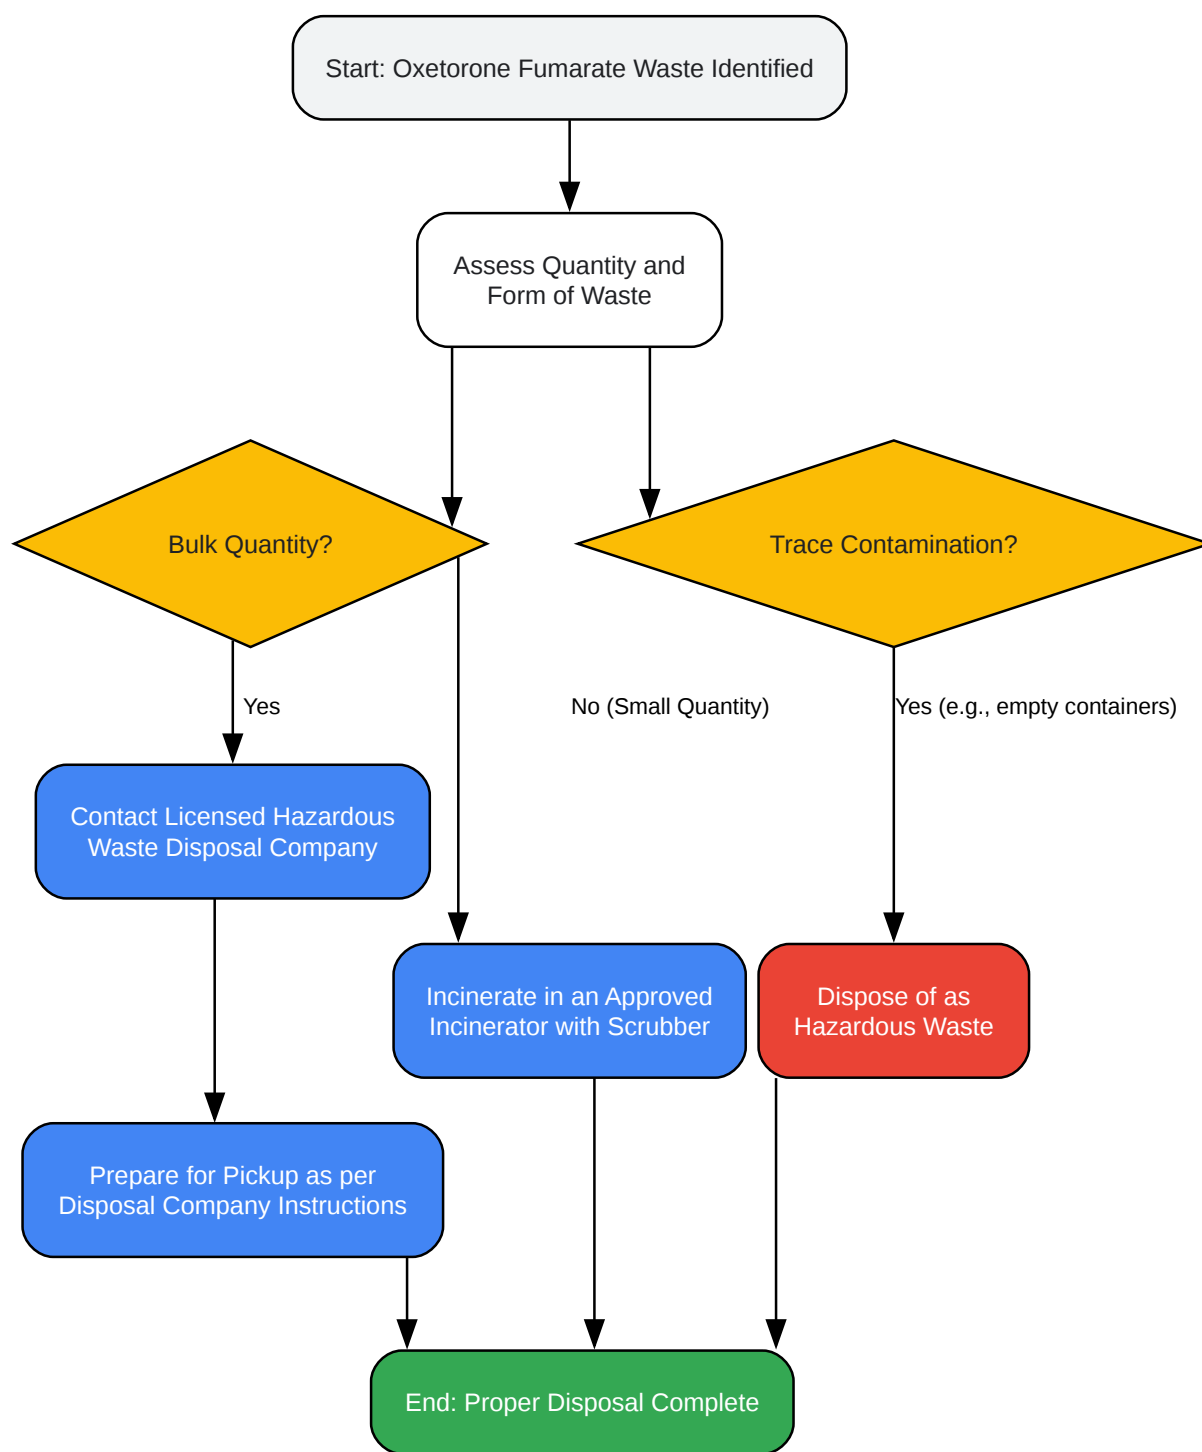 Start: Oxetorone Fumarate Waste Identified
Assess Quantity and
Form of Waste
Bulk Quantity?
Trace Contamination?
Yes
No (Small Quantity)
Yes (e.g., empty containers)
Contact Licensed Hazardous
Waste Disposal Company
Incinerate in an Approved
Incinerator with Scrubber
Dispose of as
Hazardous Waste
Prepare for Pickup as per
Disposal Company Instructions
End: Proper Disposal Complete